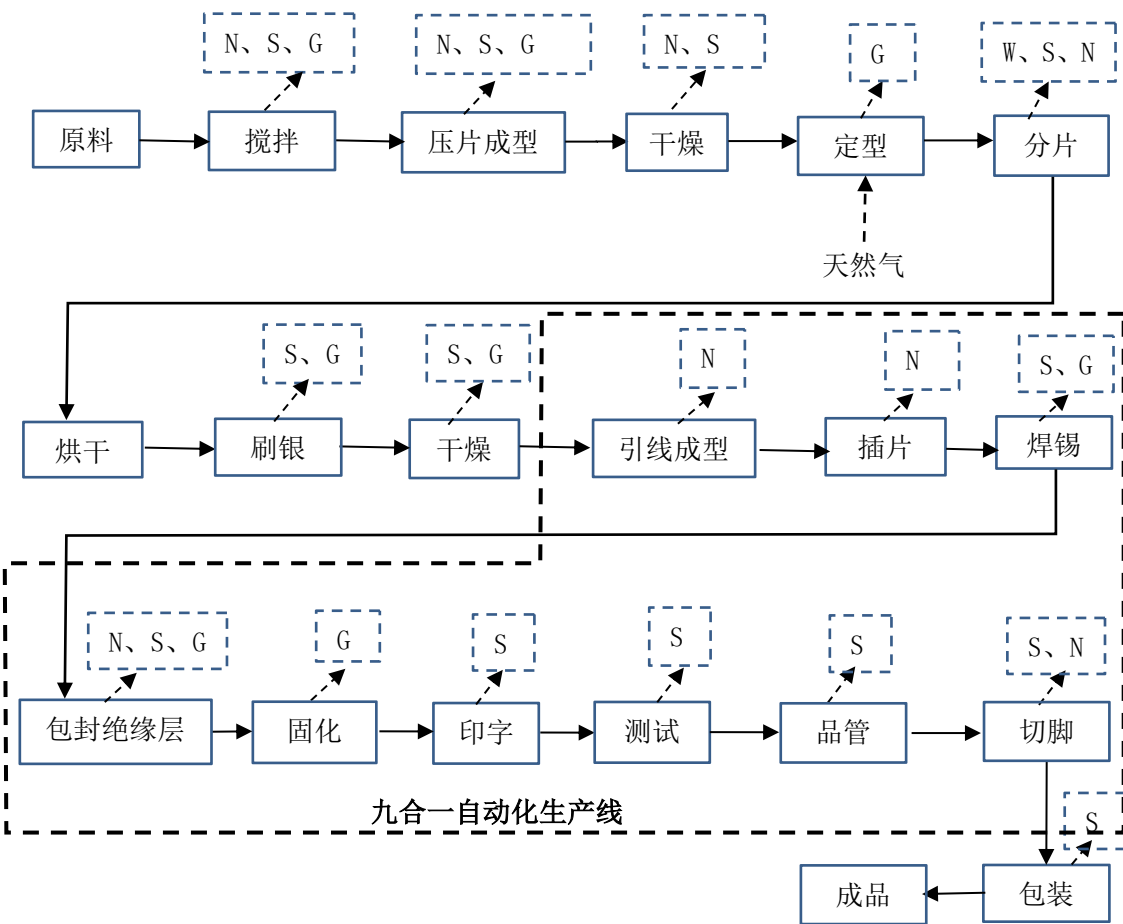 N、S、G
N、S、G
N、S
G
W、S、N
原料
搅拌
压片成型
干燥
定型
分片
天然气
S、G
S、G
N
N
S、G
烘干
刷银
干燥
引线成型
插片
焊锡
N、S、G
G
S
S
S
S、N
包封绝缘层
固化
印字
测试
品管
切脚
九合一自动化生产线
S
成品
包装